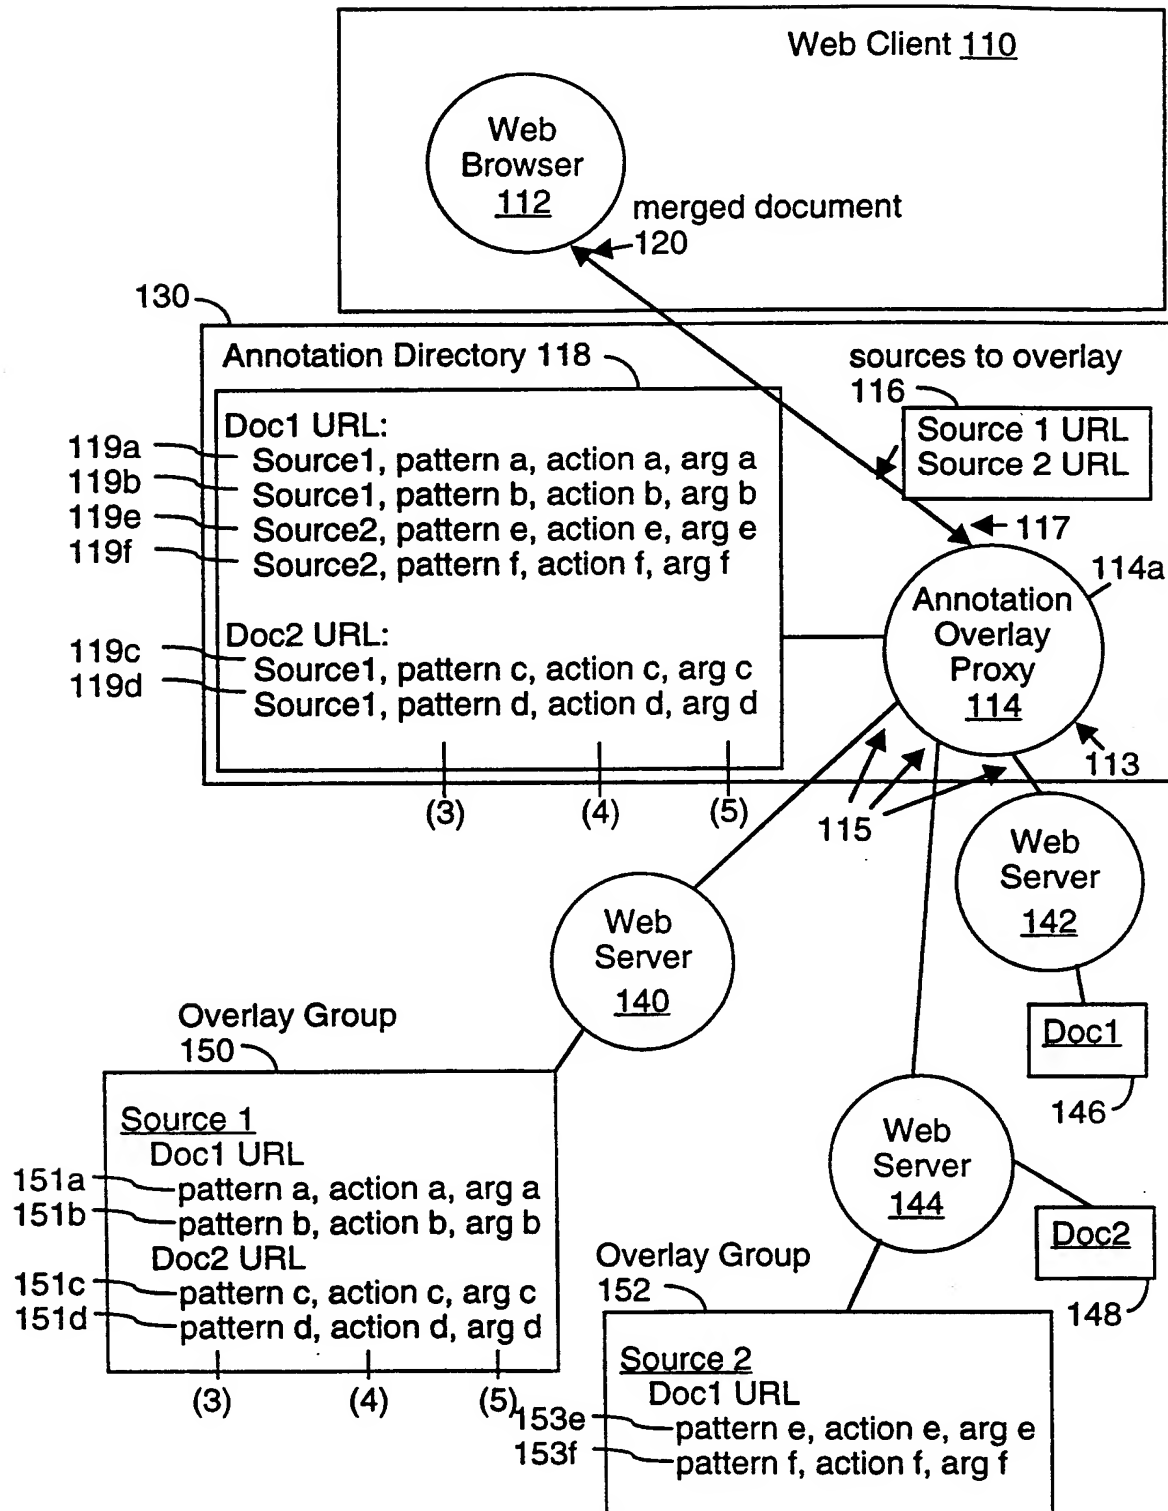 Web Client 110
Web
Browser
112
merged document
120
130
Annotation Directory 118
sources to overlay
116
Source 1 URL
Source 2 URL
Doc1 URL:
119a
Source1, pattern a, action a, arg a
119b
Source1, pattern b, action b, arg b
119e
Source2, pattern e, action e, arg e
119f
Source2, pattern f, action f, arg f
117
114a
Annotation
Overlay
Proxy
114
Doc2 URL:
119c
Source1, pattern c, action c, arg c
119d
Source1, pattern d, action d, arg d
113
(3) (4) (5)
115
Web
Server
142
Web
Server
140
Doc1
146
Overlay Group
150
Source 1
Doc1 URL
151a
pattern a, action a, arg a
151b
pattern b, action b, arg b
Doc2 URL
151c
pattern c, action c, arg c
151d
pattern d, action d, arg d
(3) (4) (5)
Web
Server
144
Doc2
148
Overlay Group
152
Source 2
Doc1 URL
153e
pattern e, action e, arg e
153f
pattern f, action f, arg f